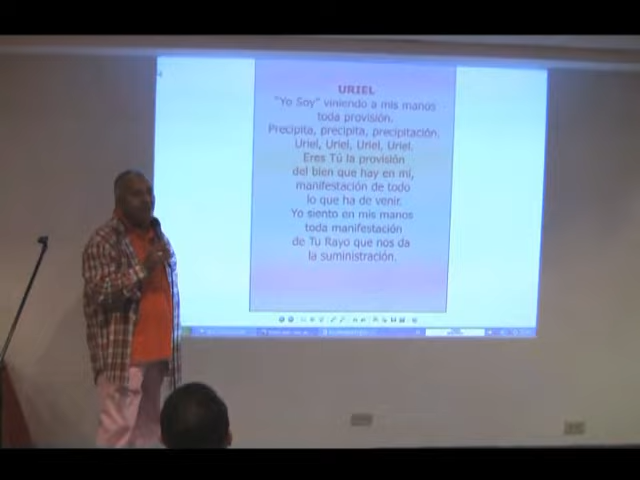 URIEL
"Yo Soy" viniendo a mis manos
toda provisión.
Precipita, precipita, precipitación.
Uriel, Uriel, Uriel, Uriel.
Eres Tú la provisión
del bien que hay en mí,
manifestación de todo
lo que ha de venir.
Yo siento en mis manos
toda manifestación
de Tu Rayo que nos da
la suministración.